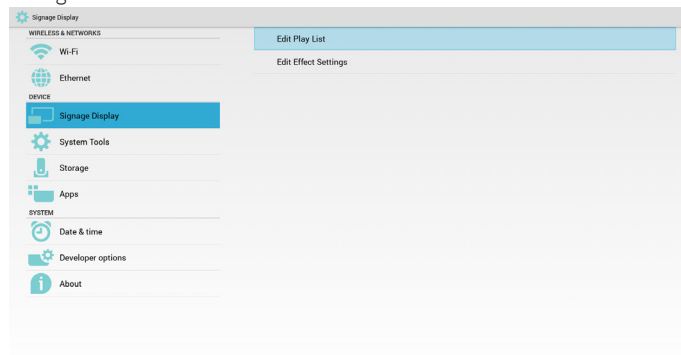 Signage Display
WIRELESS & NETWORKS
Wi-Fi
Ethernet
DEVICE
Signage Display
System Tools
Storage
Apps
SYSTEM
Date & time
Developer options
About
Edit Play List
Edit Effect Settings